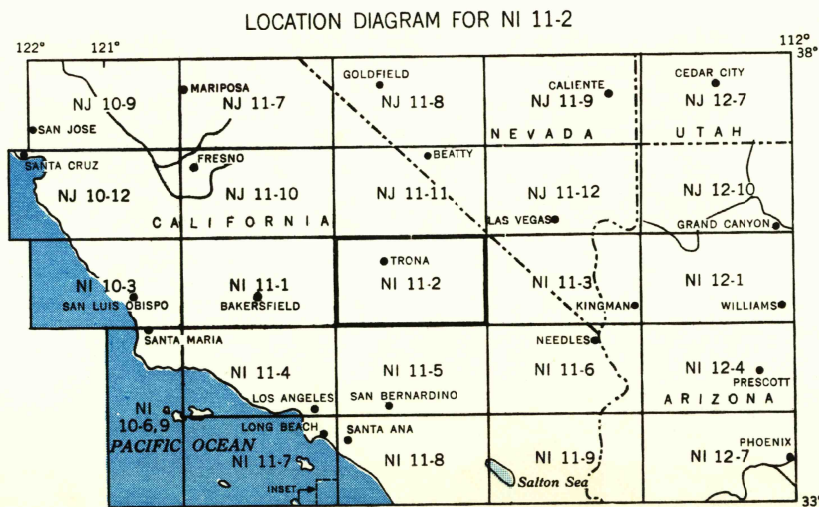 LOCATION DIAGRAM FOR NI 11-2
122° 121° 112°
38°
GOLDFIELD CALIENTE CEDAR CITY
MARIPOSA
NJ 10-9 NJ 11-7 NJ 11-8 NJ 11-9 NJ 12-7
SAN JOSE NEVADA UTAH
SANTA CRUZ FRESNO BEATTY
NJ 10-12 NJ 11-10 NJ 11-11 NJ 11-12 NJ 12-10
CALIFORNIA LAS VEGAS GRAND CANYON
TRONA
NI 10-3 NI 11-1 NI 11-2 NI 11-3 NI 12-1
SAN LUIS OBISPO BAKERSFIELD KINGMAN WILLIAMS
SANTA MARIA NEEDLES
NI 11-4 NI 11-5 NI 11-6 NI 12-4
PRESCOTT
LOS ANGELES SAN BERNARDINO ARIZONA
NI
10-6,9
LONG BEACH SANTA ANA
PACIFIC OCEAN PHOENIX
NI 11-7 NI 11-8 NI 11-9 NI 12-7
INSET Salton Sea
33°